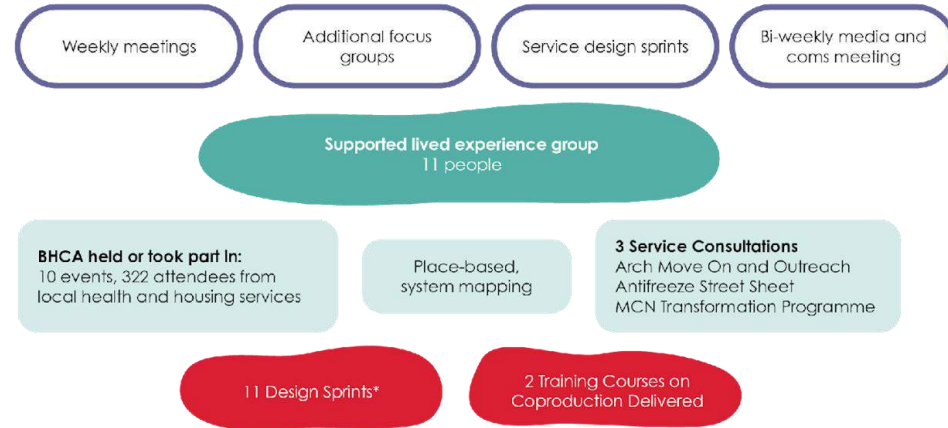 Weekly meetings
Additional focus
groups
Service design sprints
Bi-weekly media and
coms meeting
Supported lived experience group
11 people
BHCA held or took part in:
10 events, 322 attendees from
local health and housing services
Place-based,
system mapping
3 Service Consultations
Arch Move On and Outreach
Antifreeze Street Sheet
MCN Transformation Programme
11 Design Sprints*
2 Training Courses on
Coproduction Delivered